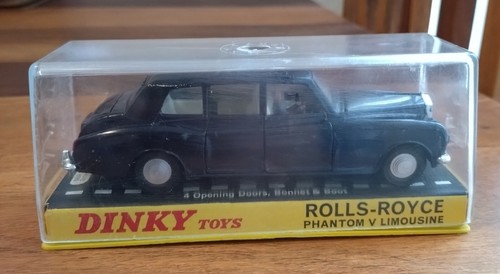 4 Opening Doors, Bonnet & Boot
DINKY TOYS
ROLLS-ROYCE
PHANTOM V LIMOUSINE